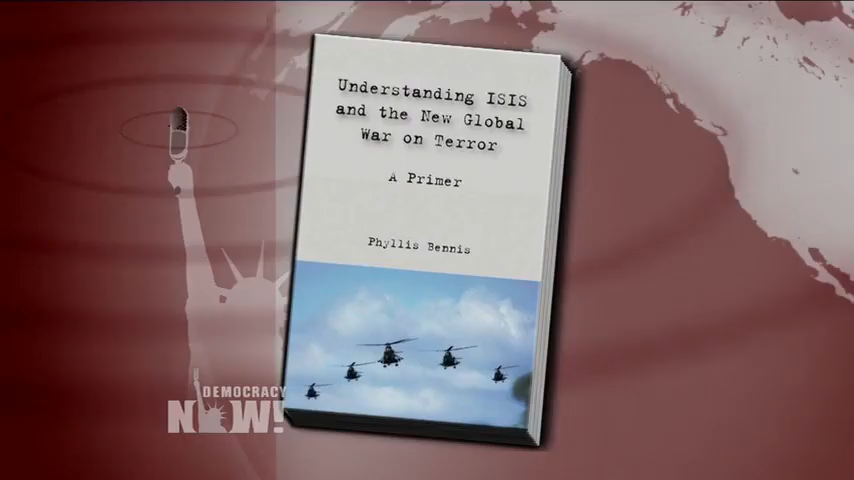 Understanding ISIS
and the New Global
War on Terror
A Primer
Phyllis Bennis
DEMOCRACY
NOW!